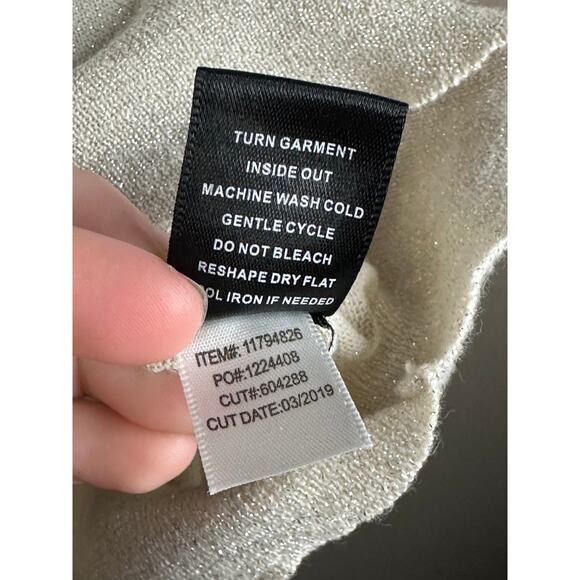 TURN GARMENT
INSIDE OUT
MACHINE WASH COLD
GENTLE CYCLE
DO NOT BLEACH
RESHAPE DRY FLAT
OL IRON IF NEEDED
ITEM#: 11794826
PO#:1224408
CUT#:604288
CUT DATE:03/2019